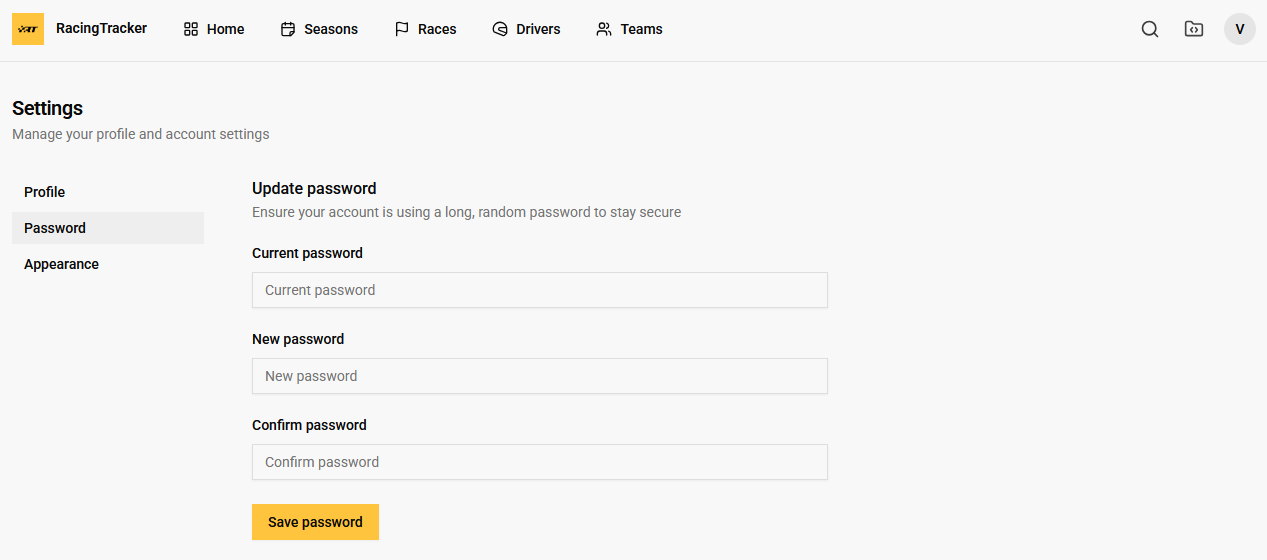 RacingTracker Home Seasons Races Drivers Teams V
Settings
Manage your profile and account settings
Profile
Password
Appearance
Update password
Ensure your account is using a long, random password to stay secure
Current password
Current password
New password
New password
Confirm password
Confirm password
Save password